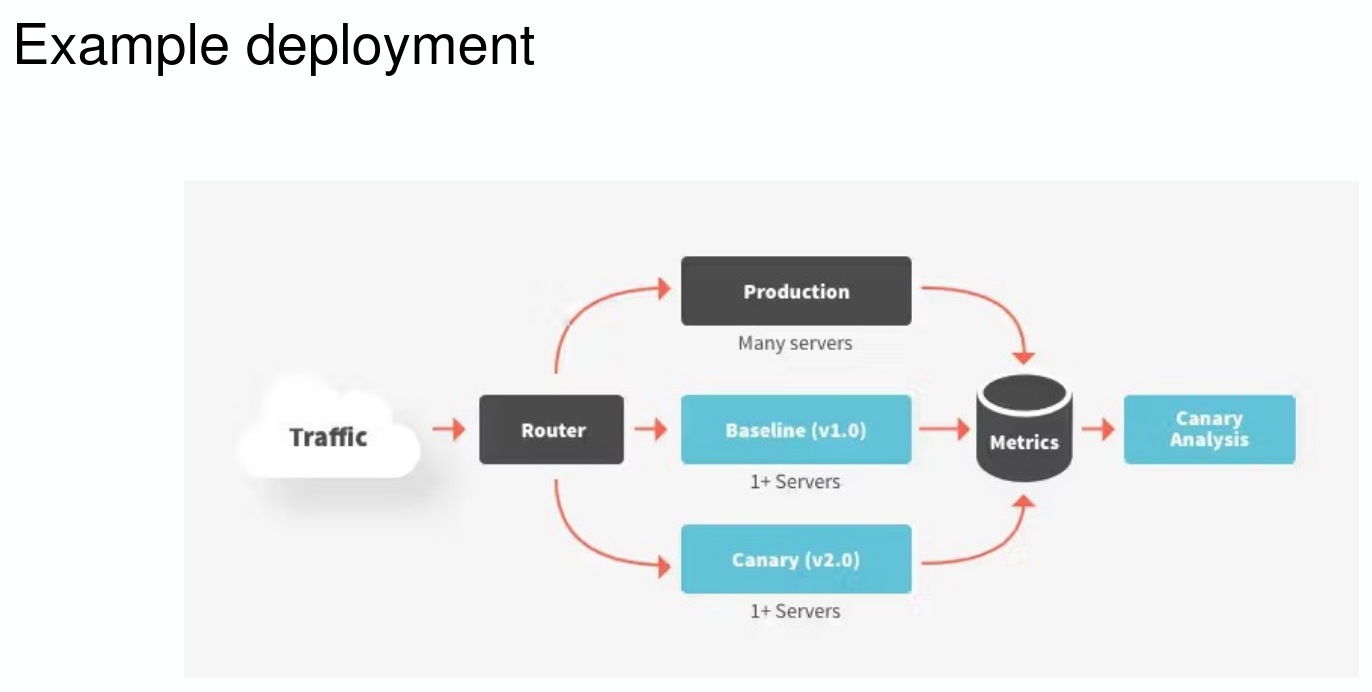 Example deployment
Production
Many servers
Traffic
Router
Baseline (v1.0)
1+ Servers
Metrics
Canary
Analysis
Canary (v2.0)
1+ Servers